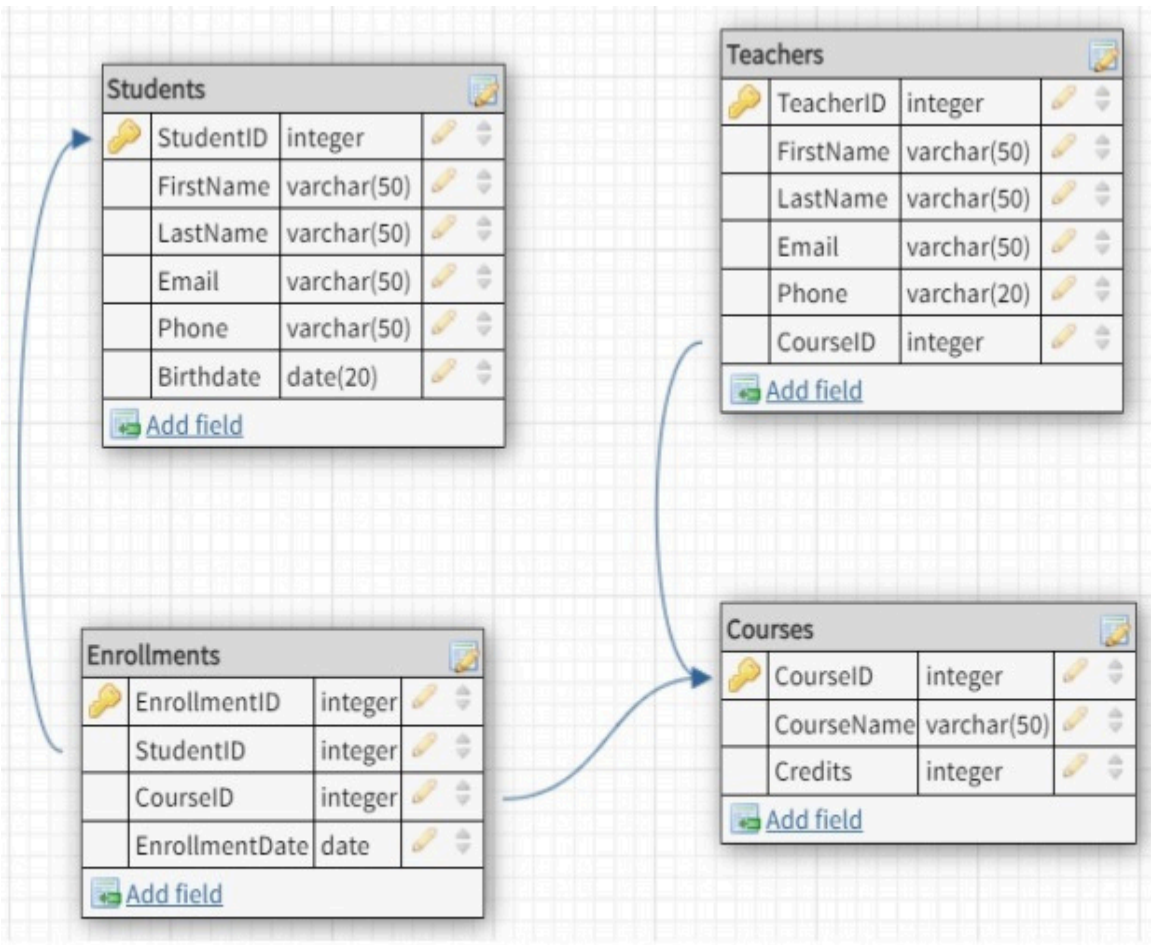 Students
StudentID integer
FirstName varchar(50)
LastName varchar(50)
Email varchar(50)
Phone varchar(50)
Birthdate date(20)
Add field
Teachers
TeacherID integer
FirstName varchar(50)
LastName varchar(50)
Email varchar(50)
Phone varchar(20)
CourseID integer
Add field
Enrollments
EnrollmentID integer
StudentID integer
CourseID integer
EnrollmentDate date
Add field
Courses
CourseID integer
CourseName varchar(50)
Credits integer
Add field